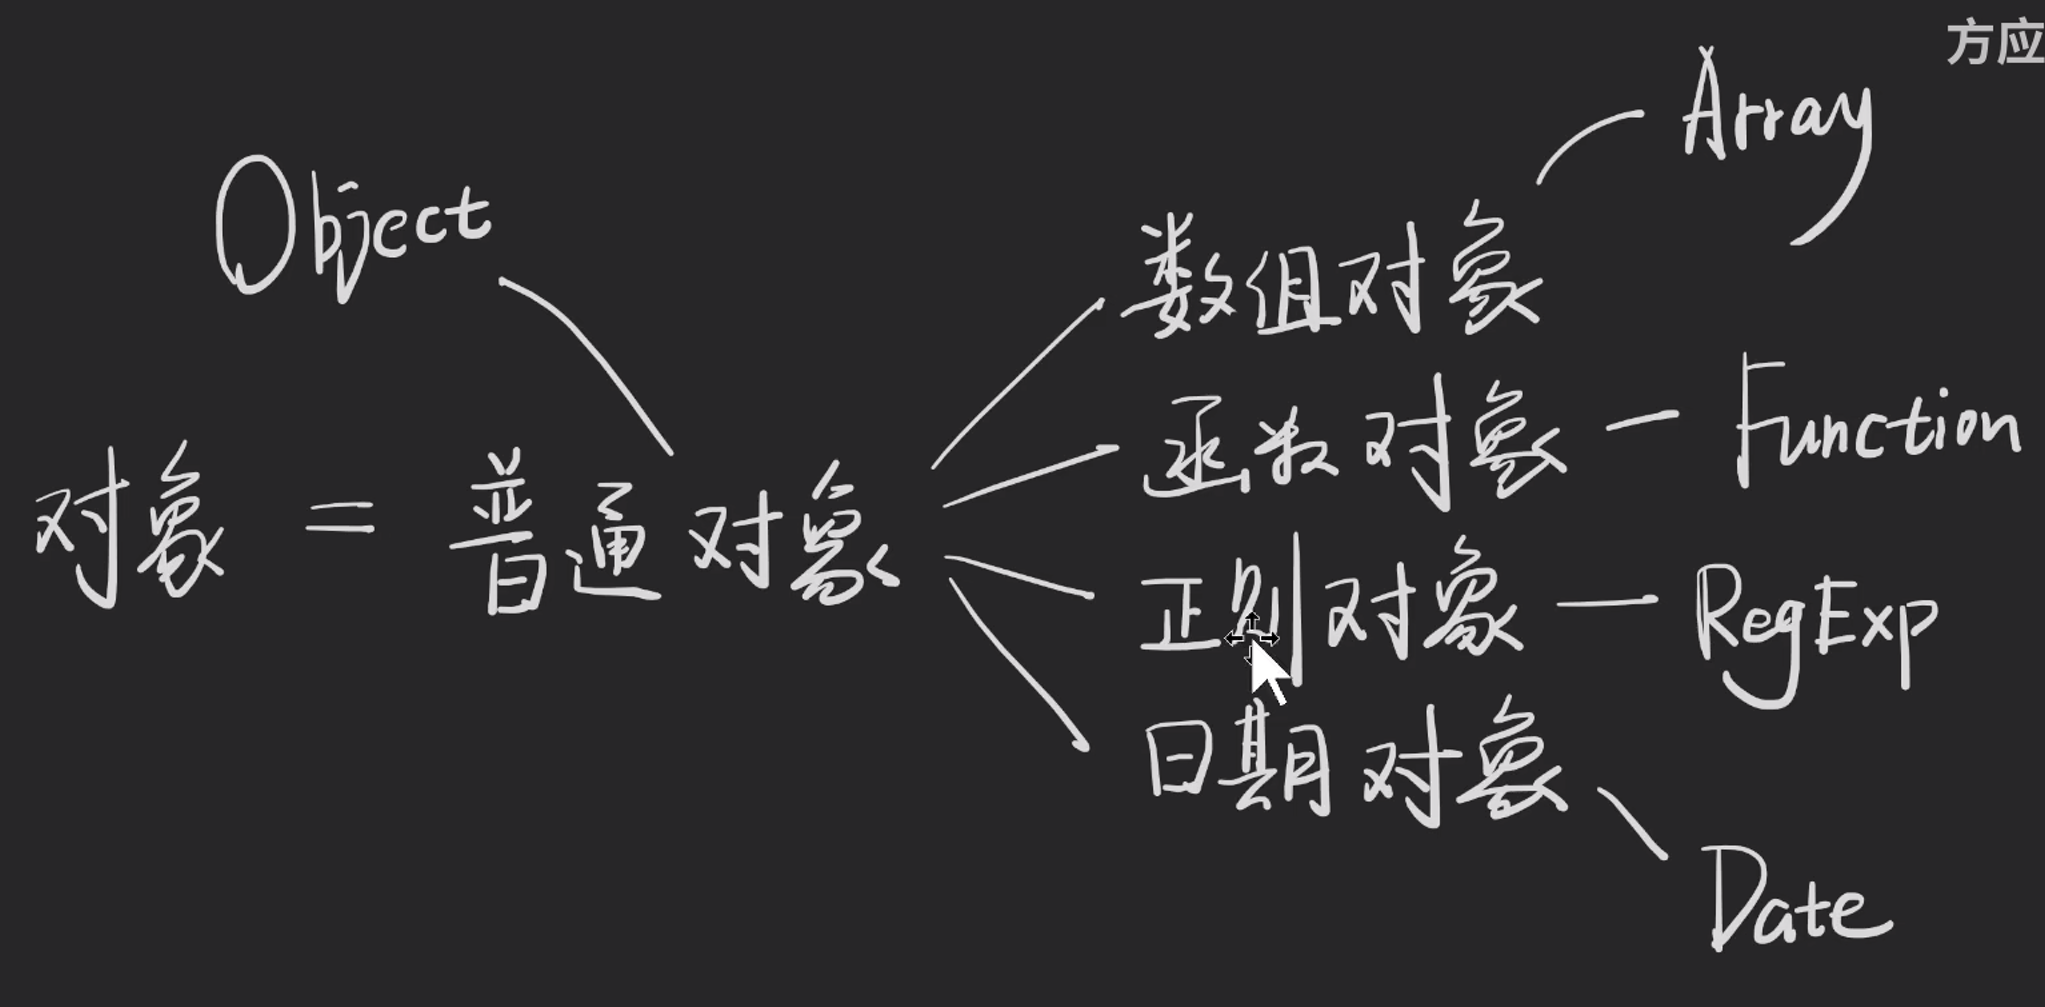 方应
Array
Object
数组对象
函数对象 — Function
对象 = 普通对象
正则对象 — RegExp
日期对象
Date